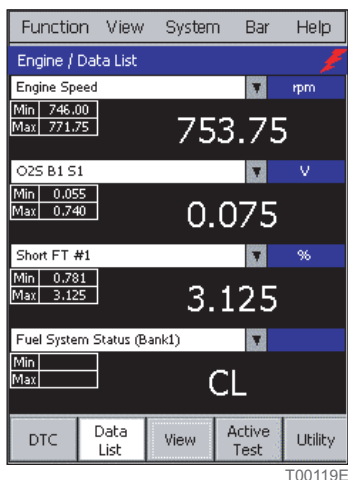 Function View System Bar Help
Engine / Data List
Engine Speed rpm
Min 746.00
Max 771.75
753.75
O2S B1 S1 V
Min 0.055
Max 0.740
0.075
Short FT #1 %
Min 0.781
Max 3.125
3.125
Fuel System Status (Bank1)
Min
Max
CL
DTC Data List View Active Test Utility
T00119E